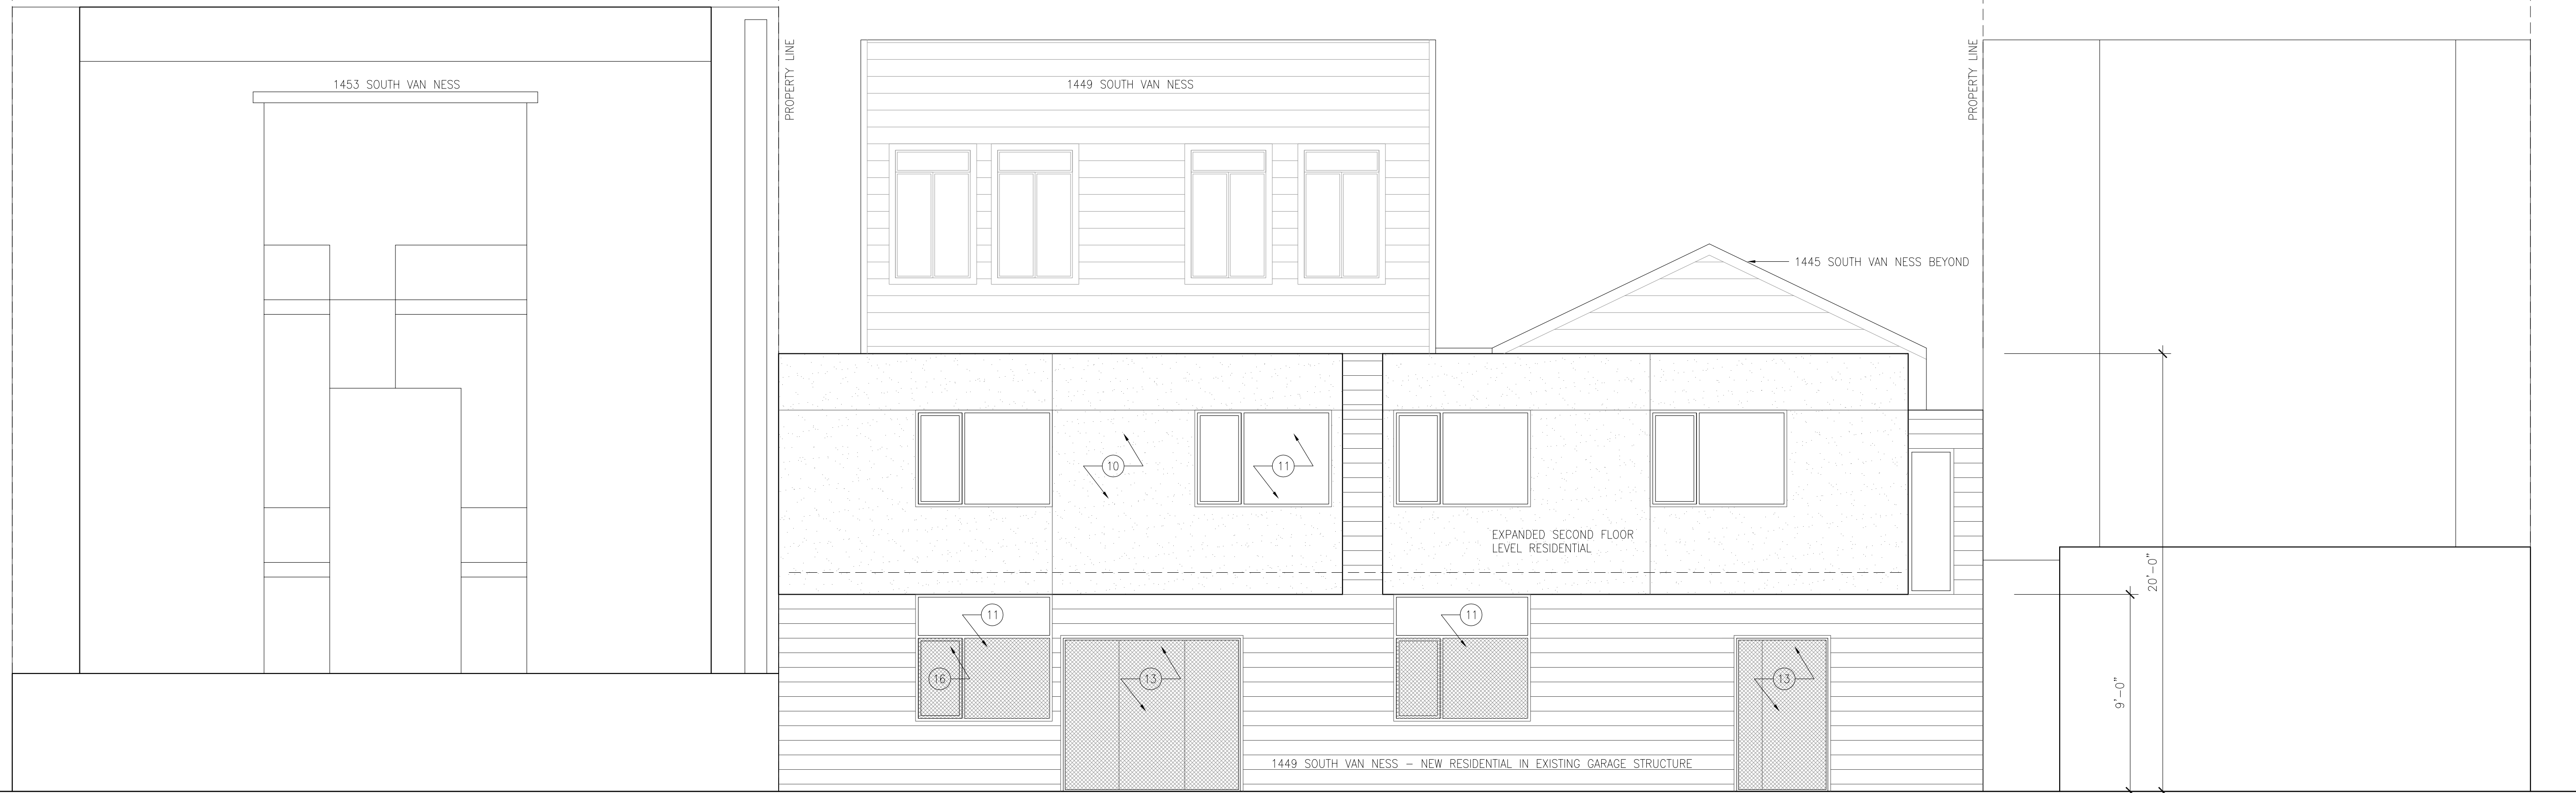 1453 SOUTH VAN NESS
PROPERTY LINE
1449 SOUTH VAN NESS
PROPERTY LINE
1445 SOUTH VAN NESS BEYOND
10
11
EXPANDED SECOND FLOOR
LEVEL RESIDENTIAL
20'-0"
11
11
16
13
13
9'-0"
1449 SOUTH VAN NESS – NEW RESIDENTIAL IN EXISTING GARAGE STRUCTURE